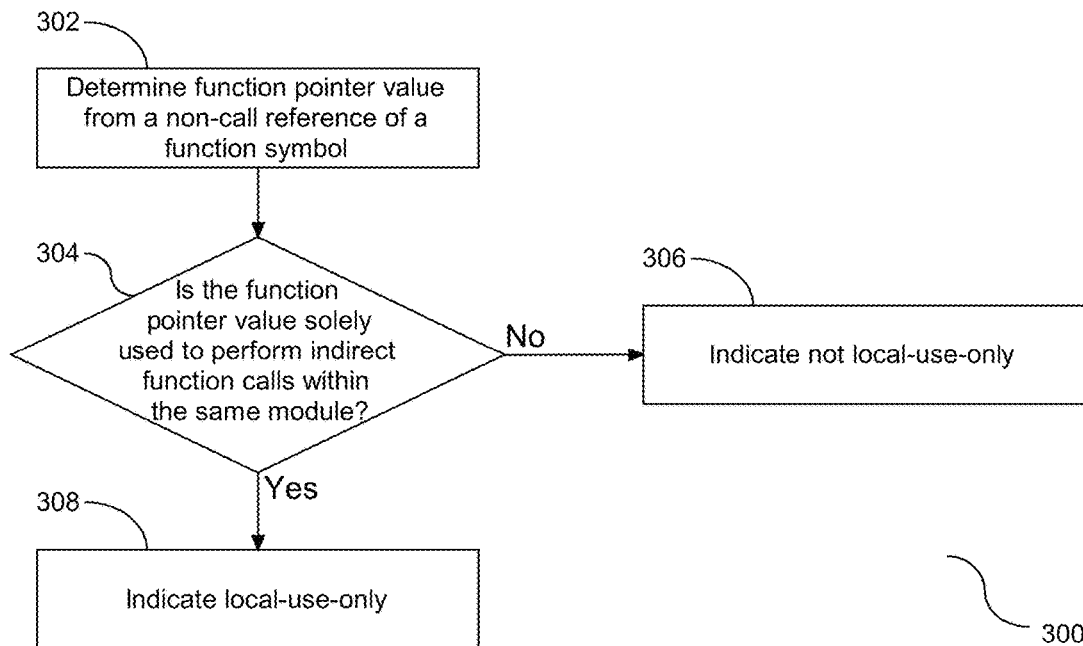 302
Determine function pointer value
from a non-call reference of a
function symbol
304
Is the function
pointer value solely
used to perform indirect
function calls within
the same module?
No
306
Indicate not local-use-only
Yes
308
Indicate local-use-only
300